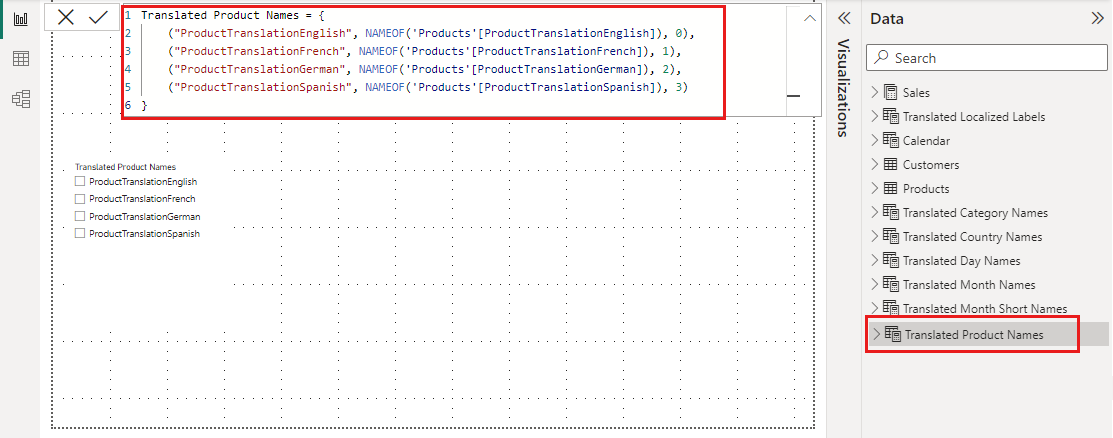 1 Translated Product Names = {
2 ("ProductTranslationEnglish", NAMEOF('Products'[ProductTranslationEnglish]), 0),
3 ("ProductTranslationFrench", NAMEOF('Products'[ProductTranslationFrench]), 1),
4 ("ProductTranslationGerman", NAMEOF('Products'[ProductTranslationGerman]), 2),
5 ("ProductTranslationSpanish", NAMEOF('Products'[ProductTranslationSpanish]), 3)
6 }
Translated Product Names
ProductTranslationEnglish
ProductTranslationFrench
ProductTranslationGerman
ProductTranslationSpanish
Visualizations
Data
Search
Sales
Translated Localized Labels
Calendar
Customers
Products
Translated Category Names
Translated Country Names
Translated Day Names
Translated Month Names
Translated Month Short Names
Translated Product Names